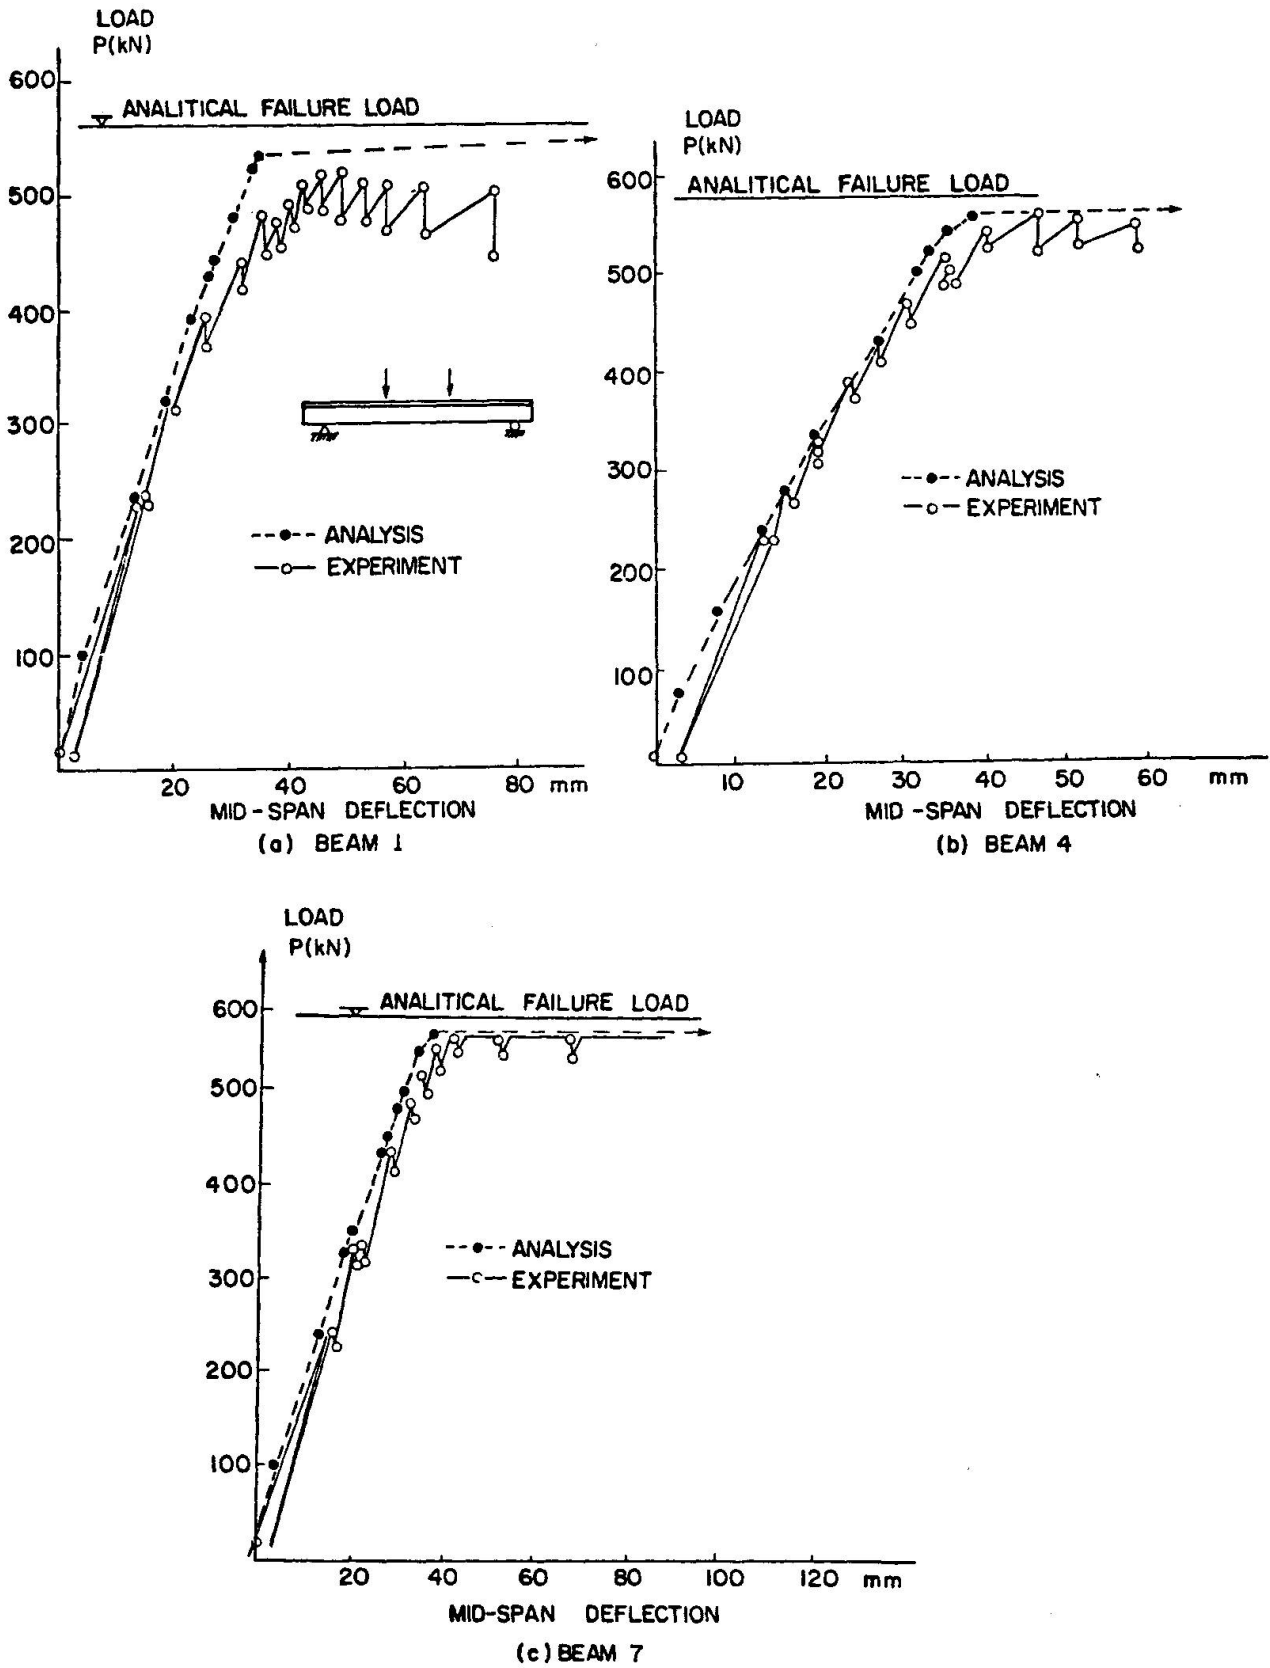 LOAD
P(kN)
600
ANALITICAL FAILURE LOAD
500
400
300
200
100
ANALYSIS
EXPERIMENT
20 40 60 80 mm
MID-SPAN DEFLECTION
(a) BEAM 1
LOAD
P(kN)
600
ANALITICAL FAILURE LOAD
500
400
300
200
100
ANALYSIS
EXPERIMENT
10 20 30 40 50 60 mm
MID-SPAN DEFLECTION
(b) BEAM 4
LOAD
P(kN)
600
ANALITICAL FAILURE LOAD
500
400
300
200
100
ANALYSIS
EXPERIMENT
20 40 60 80 100 120 mm
MID-SPAN DEFLECTION
(c) BEAM 7